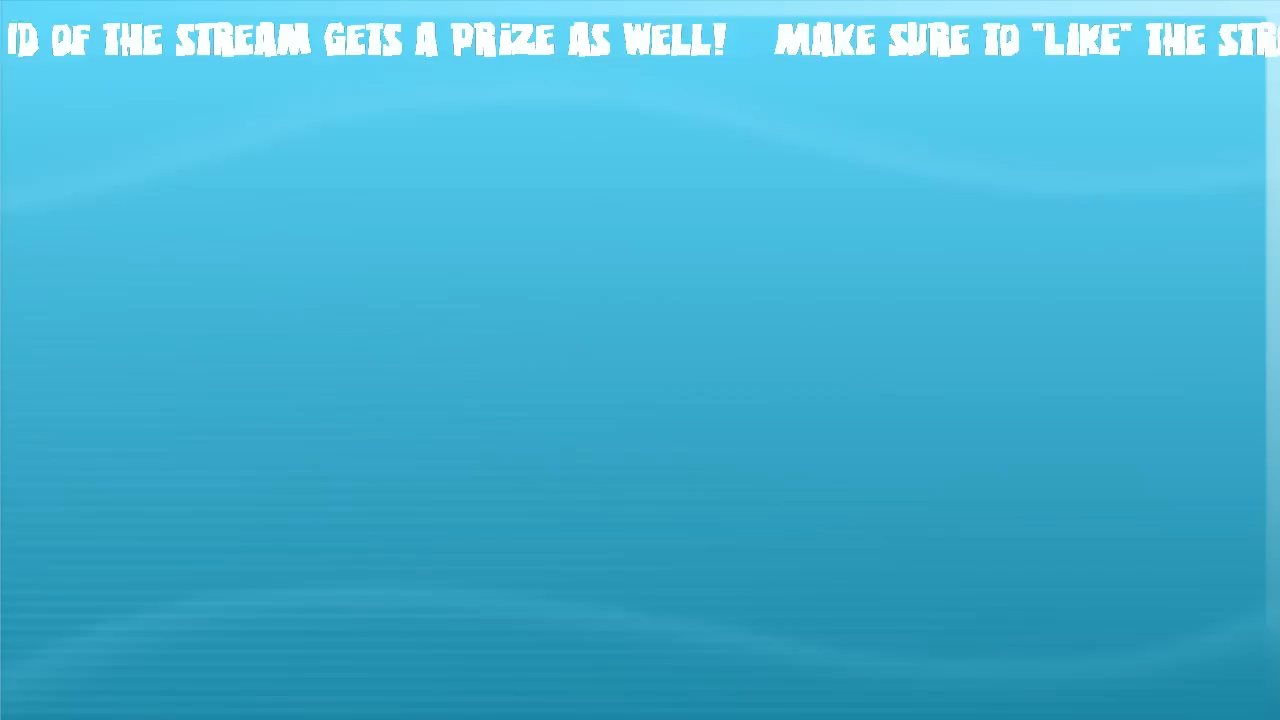 OF THE STREAM GETS A PRIZE AS WELL! MAKE SURE TO "LIKE" THE